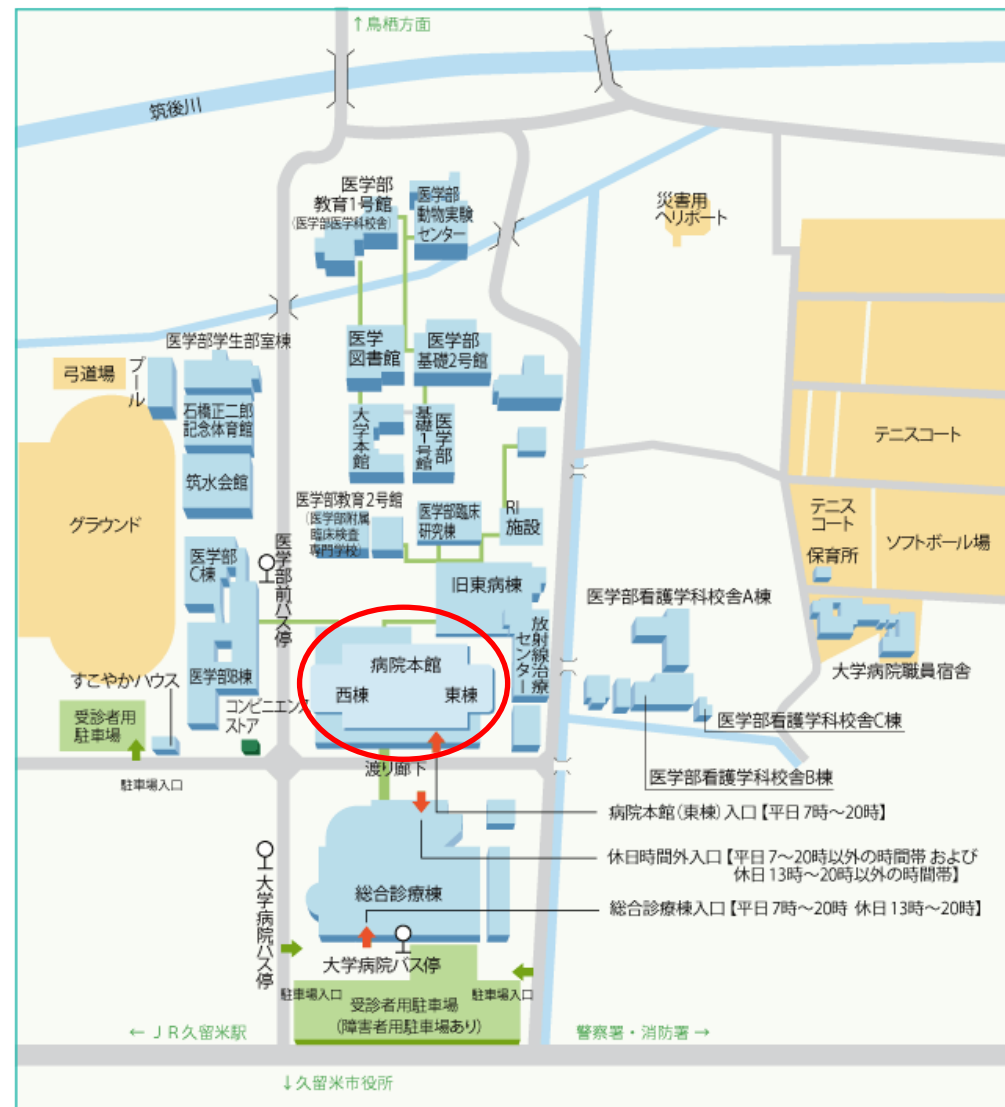 ↑鳥栖方面
筑後川
医学部
教育1号館
(医学部医学科校舎)
医学部
動物実験
センター
災害用
ヘリポート
医学部学生部室棟
医学
図書館
医学部
基礎2号館
弓道場
プール
石橋正二郎
記念体育館
大学本館
医学部
基礎1号館
テニスコート
筑水会館
医学部教育2号館
(医学部附属
臨床検査
専門学校)
医学部臨床
研究棟
RI
施設
テニス
コート
グラウンド
ソフトボール場
医学部
C棟
医学部前バス停
保育所
旧東病棟
医学部看護学科校舎A棟
放射線治療
センター
病院本館
西棟
東棟
すこやかハウス
医学部B棟
大学病院職員宿舎
受診者用
駐車場
コンビニエンス
ストア
医学部看護学科校舎C棟
渡り廊下
駐車場入口
医学部看護学科校舎B棟
病院本館(東棟)入口【平日7時～20時】
休日時間外入口【平日7～20時以外の時間帯 および
休日13時～20時以外の時間帯】
大学病院バス停
総合診療棟
総合診療棟入口【平日7時～20時 休日13時～20時】
大学病院バス停
駐車場入口
受診者用駐車場
(障害者用駐車場あり)
駐車場入口
← JR久留米駅
警察署・消防署 →
↓久留米市役所